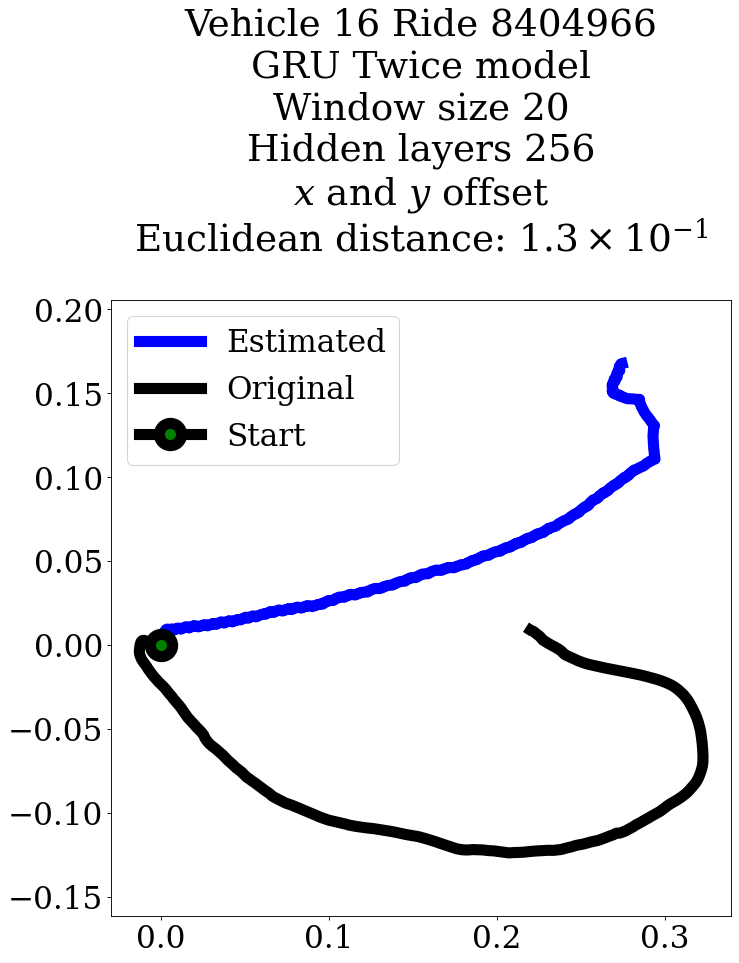 Vehicle 16 Ride 8404966
GRU Twice model
Window size 20
Hidden layers 256
x and y offset
Euclidean distance: 1.3 × 10⁻¹
0.20
0.15
0.10
0.05
0.00
−0.05
−0.10
−0.15
Estimated
Original
Start
0.0 0.1 0.2 0.3